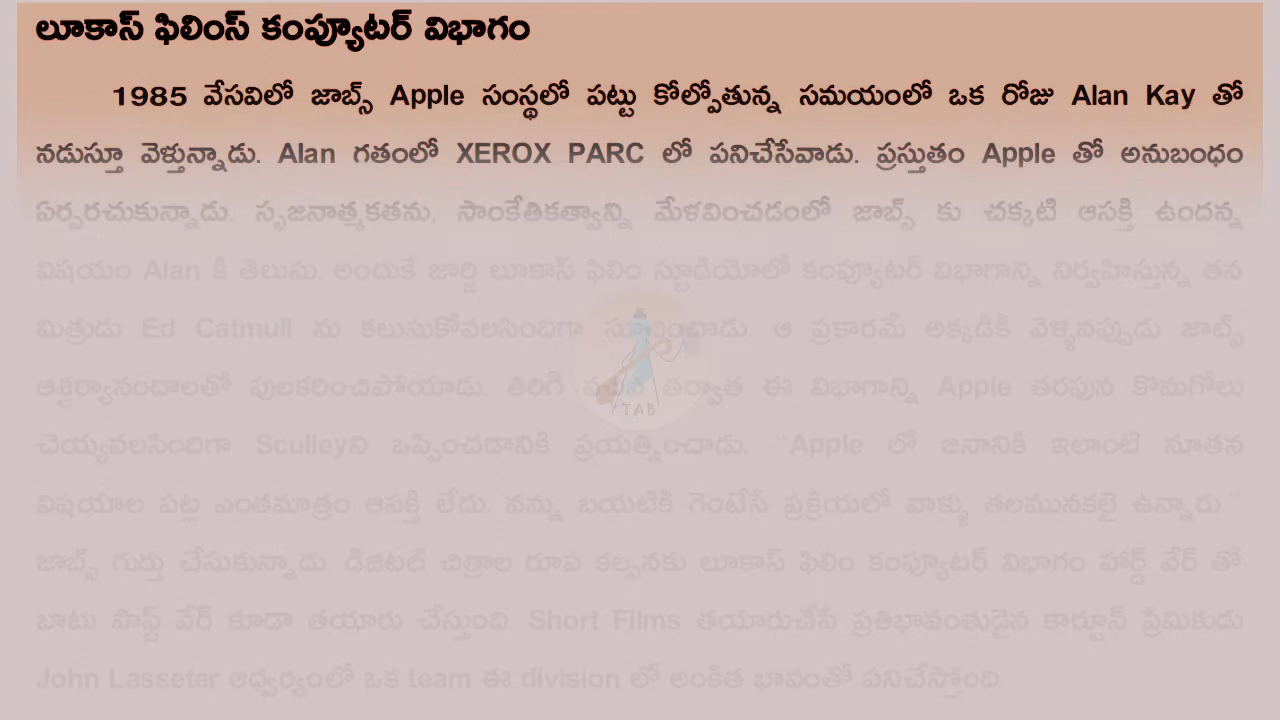 లూకాస్ ఫిలింస్ కంప్యూటర్ విభాగం
1985 వేసవిలో జాబ్స్ Apple సంస్థలో పట్టు కోల్పోతున్న సమయంలో ఒక రోజు Alan Kay తో
నడుస్తూ వెళ్తున్నాడు. Alan గతంలో XEROX PARC లో పనిచేసేవాడు. ప్రస్తుతం Apple తో అనుబంధం
ఏర్పరచుకున్నాడు. సృజనాత్మకతను, సాంకేతికత్వాన్ని మేళవించడంలో జాబ్స్ కు చక్కటి ఆసక్తి ఉందన్న
విషయం Alan కి తెలుసు. అందుకే జార్జి లూకాస్ ఫిలిం స్టూడియోలో కంప్యూటర్ విభాగాన్ని నిర్వహిస్తున్న తన
మిత్రుడు Ed Catmull ను కలుసుకోవలసిందిగా సూచించాడు. ఆ ప్రకారమే అక్కడికి వెళ్ళినప్పుడు జాబ్స్
ఆశ్చర్యానందాలతో పులకరించిపోయాడు. తిరిగి వచ్చిన తర్వాత ఈ విభాగాన్ని Apple తరఫున కొనుగోలు
చెయ్యవలసిందిగా Sculleyని ఒప్పించడానికి ప్రయత్నించాడు. "Apple లో జనానికి ఇలాంటి నూతన
విషయాల పట్ల ఎంతమాత్రం ఆసక్తి లేదు. నన్ను బయటికి గెంటేసే ప్రక్రియలో వాళ్ళు తలమునకలై ఉన్నారు."
జాబ్స్ గుర్తు చేసుకున్నాడు. డిజిటల్ చిత్రాల రూప కల్పనకు లూకాస్ ఫిలిం కంప్యూటర్ విభాగం హార్డ్ వేర్ తో
బాటు సాఫ్ట్ వేర్ కూడా తయారు చేస్తుంది. Short Films తయారుచేసే ప్రతిభావంతుడైన కార్టూన్ ప్రేమికుడు
John Lasseter ఆధ్వర్యంలో ఒక team ఈ division లో అంకిత భావంతో పనిచేస్తోంది.
TAB